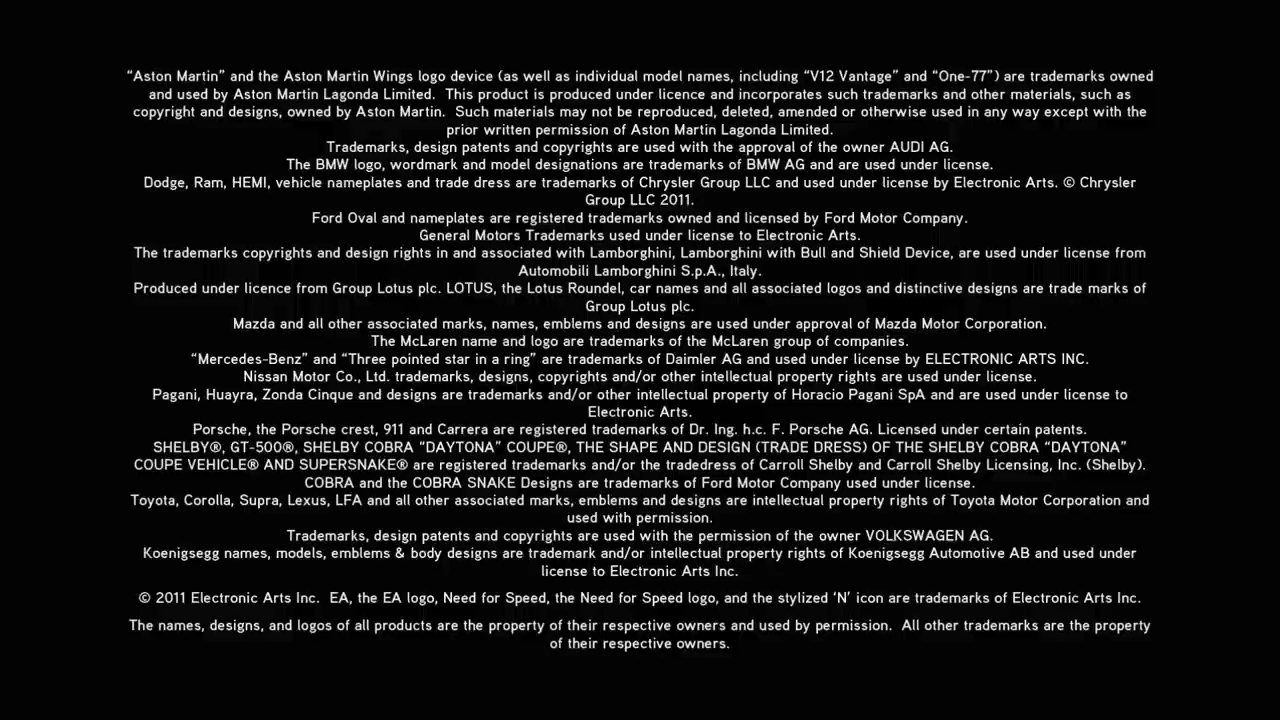 “Aston Martin” and the Aston Martin Wings logo device (as well as individual model names, including “V12 Vantage” and “One-77”) are trademarks owned
and used by Aston Martin Lagonda Limited.  This product is produced under licence and incorporates such trademarks and other materials, such as
copyright and designs, owned by Aston Martin.  Such materials may not be reproduced, deleted, amended or otherwise used in any way except with the
prior written permission of Aston Martin Lagonda Limited.
Trademarks, design patents and copyrights are used with the approval of the owner AUDI AG.
The BMW logo, wordmark and model designations are trademarks of BMW AG and are used under license.
Dodge, Ram, HEMI, vehicle nameplates and trade dress are trademarks of Chrysler Group LLC and used under license by Electronic Arts. © Chrysler
Group LLC 2011.
Ford Oval and nameplates are registered trademarks owned and licensed by Ford Motor Company.
General Motors Trademarks used under license to Electronic Arts.
The trademarks copyrights and design rights in and associated with Lamborghini, Lamborghini with Bull and Shield Device, are used under license from
Automobili Lamborghini S.p.A., Italy.
Produced under licence from Group Lotus plc. LOTUS, the Lotus Roundel, car names and all associated logos and distinctive designs are trade marks of
Group Lotus plc.
Mazda and all other associated marks, names, emblems and designs are used under approval of Mazda Motor Corporation.
The McLaren name and logo are trademarks of the McLaren group of companies.
“Mercedes-Benz” and “Three pointed star in a ring” are trademarks of Daimler AG and used under license by ELECTRONIC ARTS INC.
Nissan Motor Co., Ltd. trademarks, designs, copyrights and/or other intellectual property rights are used under license.
Pagani, Huayra, Zonda Cinque and designs are trademarks and/or other intellectual property of Horacio Pagani SpA and are used under license to
Electronic Arts.
Porsche, the Porsche crest, 911 and Carrera are registered trademarks of Dr. Ing. h.c. F. Porsche AG. Licensed under certain patents.
SHELBY®, GT-500®, SHELBY COBRA “DAYTONA” COUPE®, THE SHAPE AND DESIGN (TRADE DRESS) OF THE SHELBY COBRA “DAYTONA”
COUPE VEHICLE® AND SUPERSNAKE® are registered trademarks and/or the tradedress of Carroll Shelby and Carroll Shelby Licensing, Inc. (Shelby).
COBRA and the COBRA SNAKE Designs are trademarks of Ford Motor Company used under license.
Toyota, Corolla, Supra, Lexus, LFA and all other associated marks, emblems and designs are intellectual property rights of Toyota Motor Corporation and
used with permission.
Trademarks, design patents and copyrights are used with the permission of the owner VOLKSWAGEN AG.
Koenigsegg names, models, emblems & body designs are trademark and/or intellectual property rights of Koenigsegg Automotive AB and used under
license to Electronic Arts Inc.
© 2011 Electronic Arts Inc.  EA, the EA logo, Need for Speed, the Need for Speed logo, and the stylized ‘N’ icon are trademarks of Electronic Arts Inc.
The names, designs, and logos of all products are the property of their respective owners and used by permission.  All other trademarks are the property
of their respective owners.